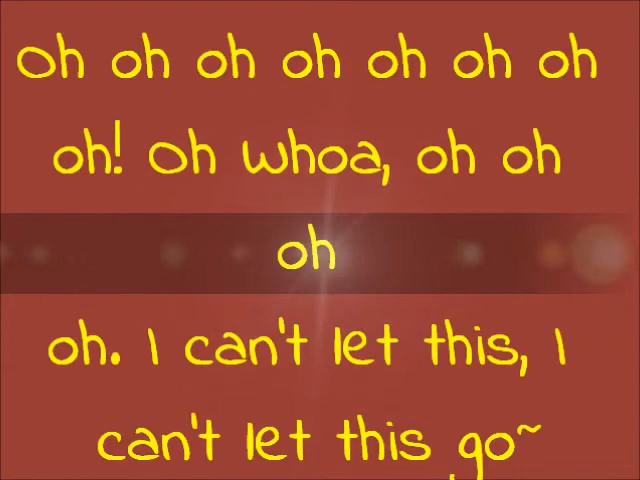 Oh oh oh oh oh oh oh
oh! Oh whoa, oh oh
oh
oh. I can't let this, I
can't let this go~